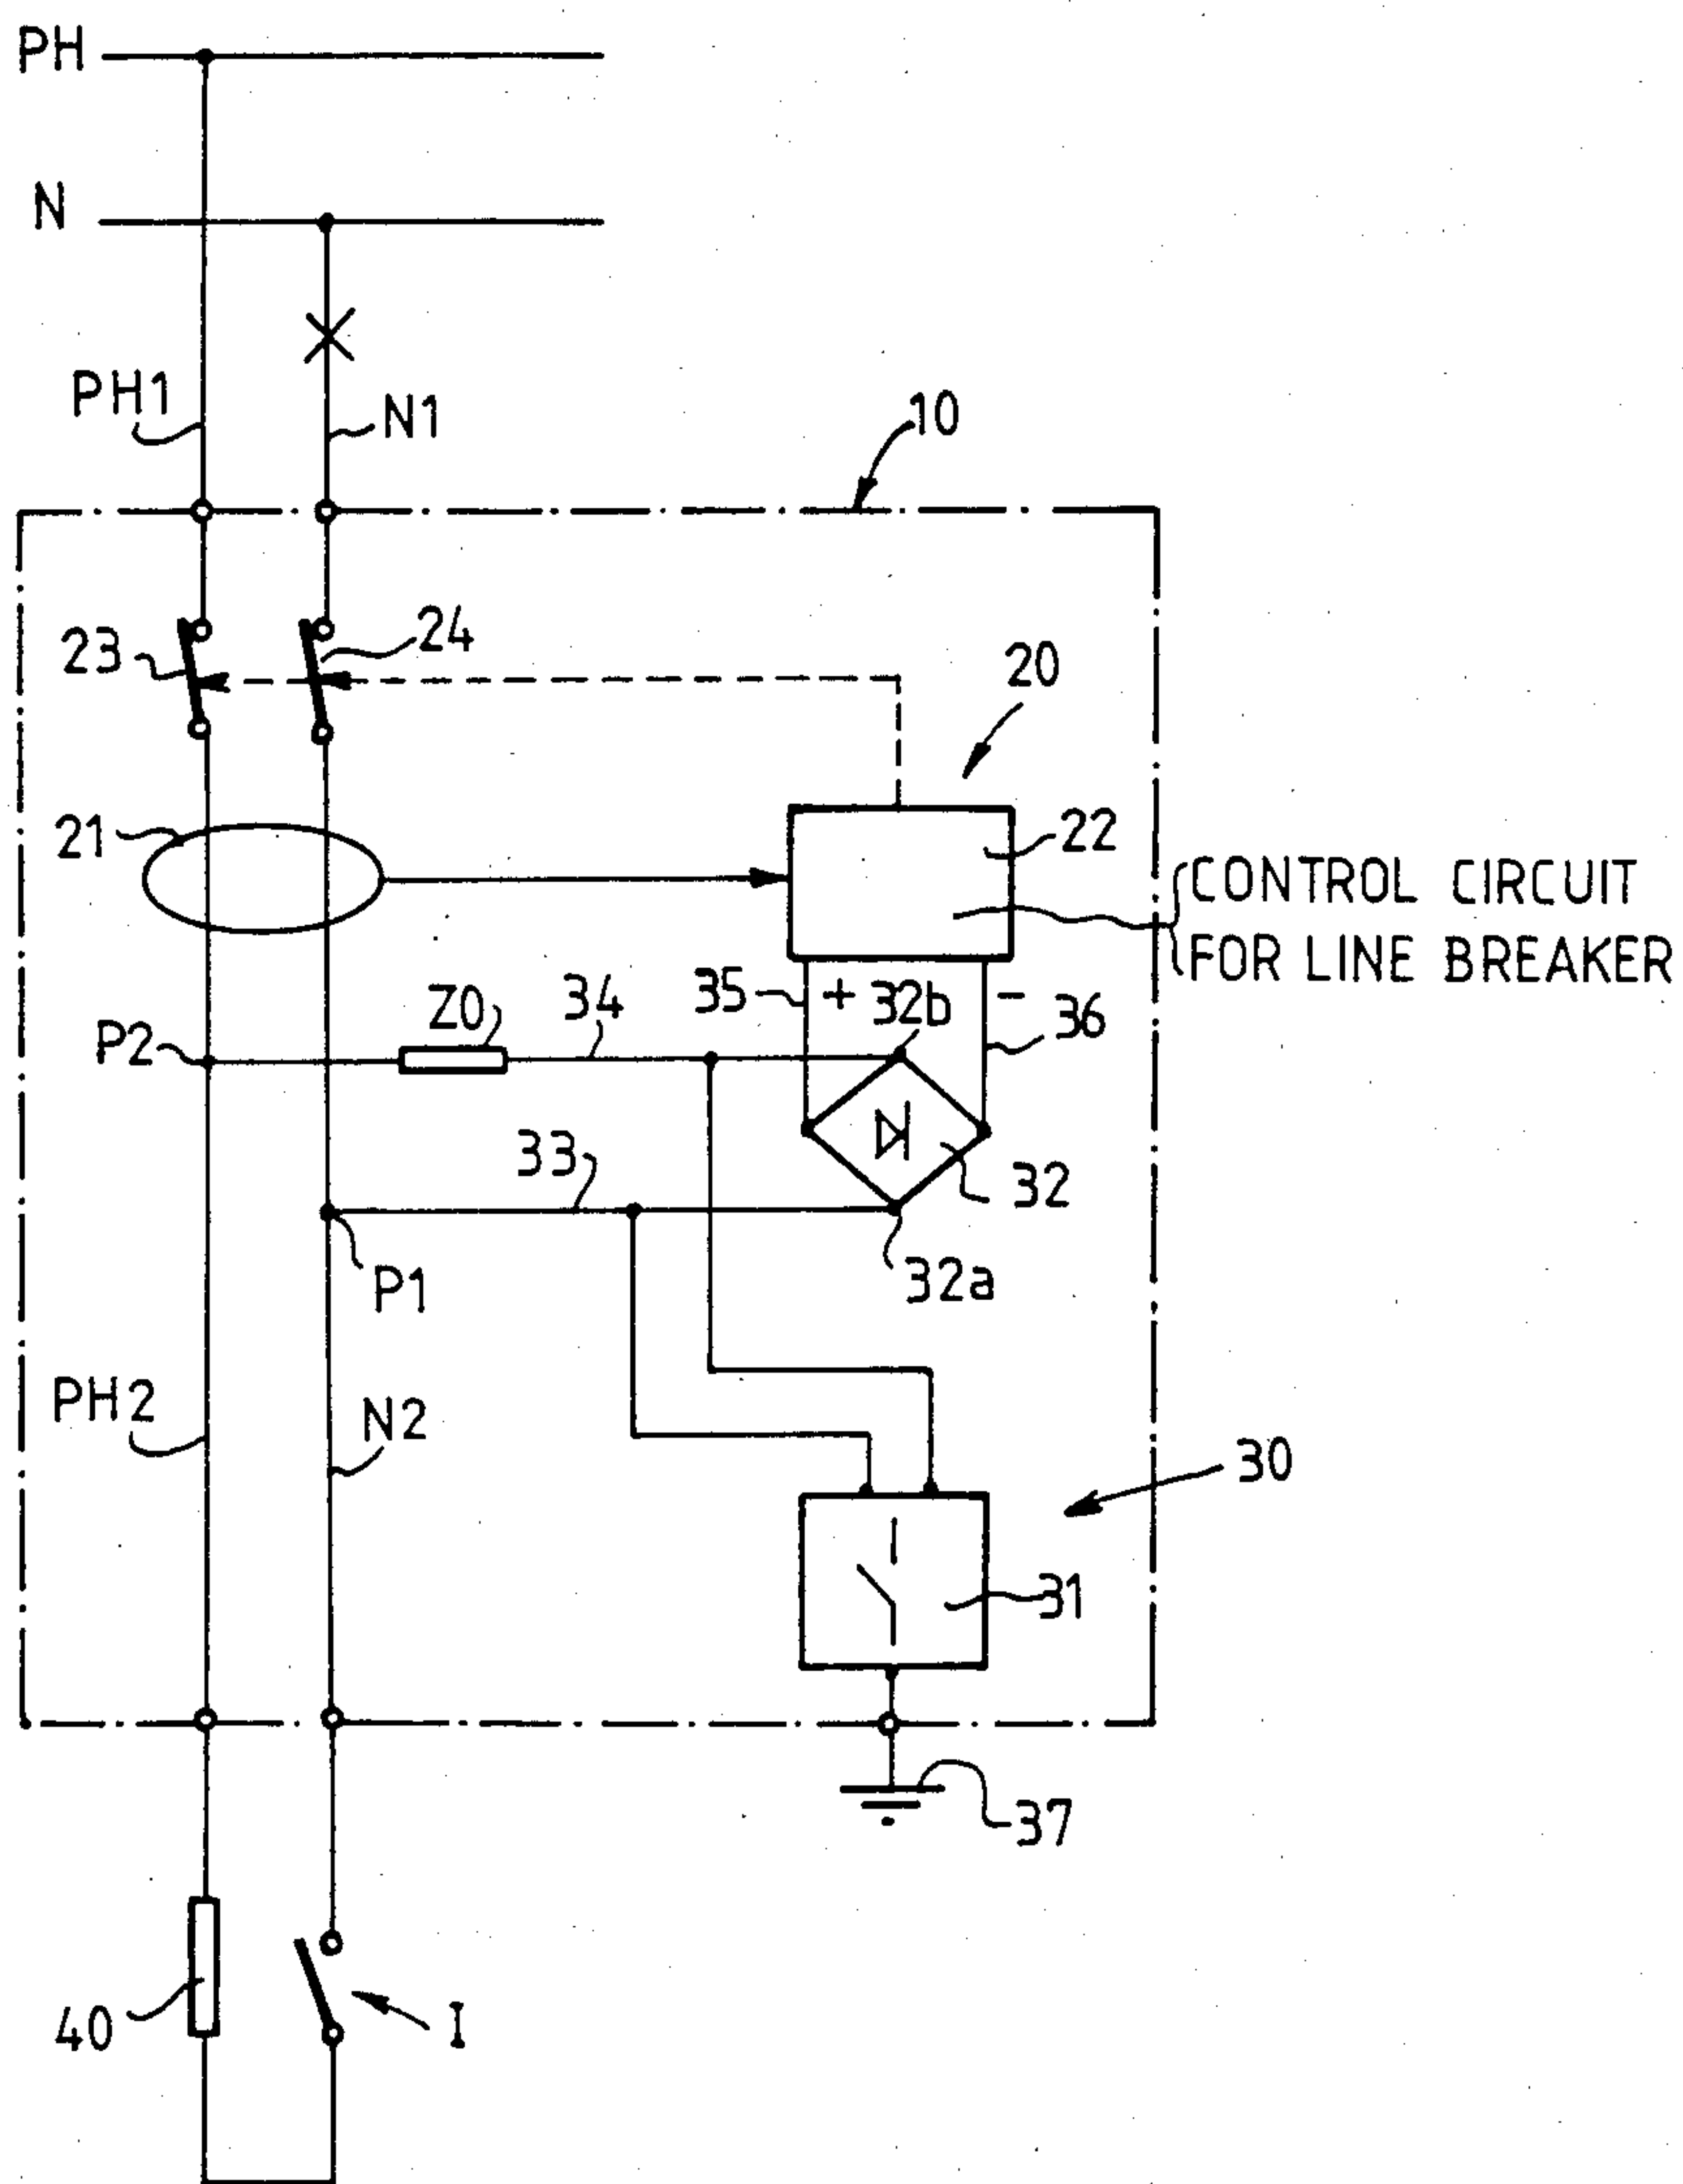 PH
N
PH1
N1
10
23
24
20
21
22
CONTROL CIRCUIT
FOR LINE BREAKER
35
+
32b
-
36
Z0
34
P2
33
32
P1
32a
PH2
N2
30
31
37
40
I